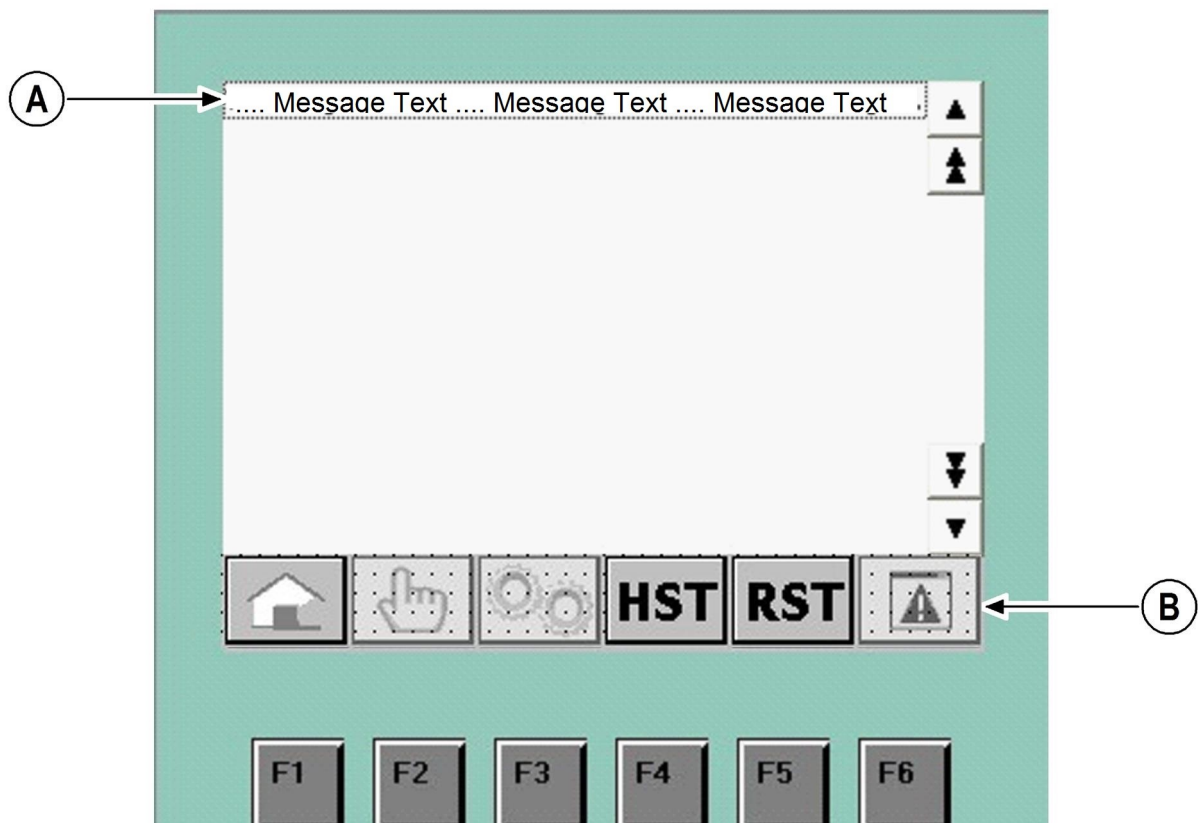 A
.... Message Text .... Message Text .... Message Text .
HST RST
B
F1 F2 F3 F4 F5 F6